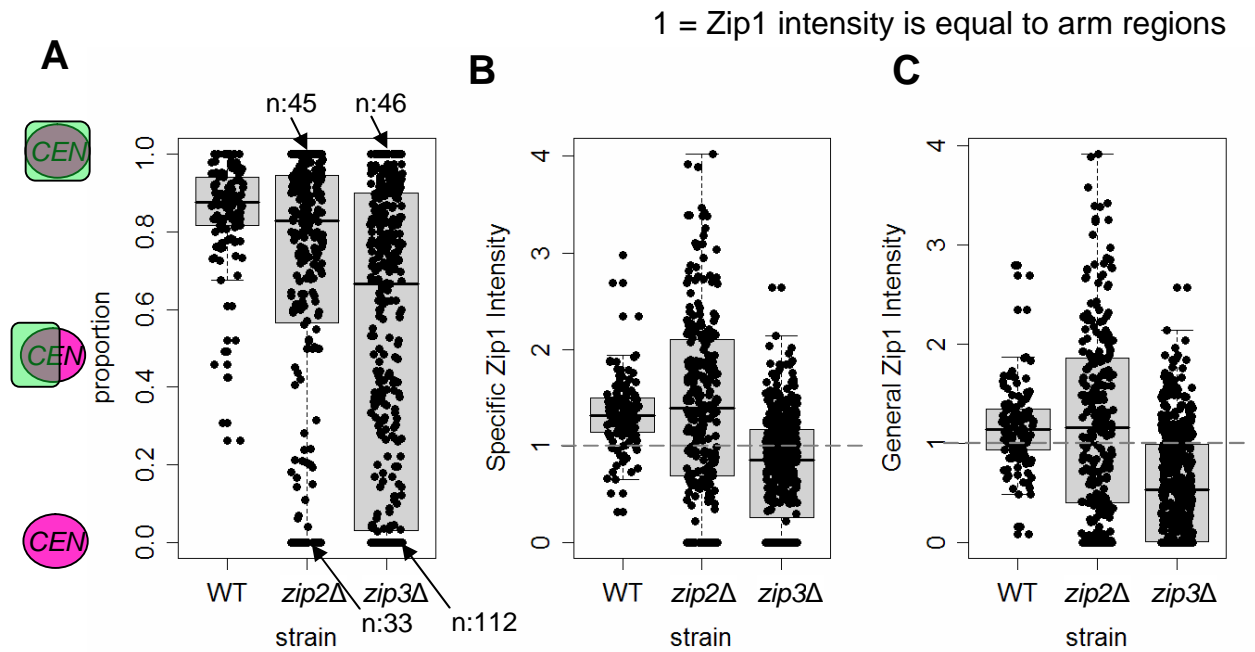 1 = Zip1 intensity is equal to arm regions
A
B
C
n:45
n:46
CEN
CEN
CEN
proportion
1.0
0.8
0.6
0.4
0.2
0.0
WT
zip2Δ
zip3Δ
n:33
n:112
strain
Specific Zip1 Intensity
4
3
2
1
0
WT
zip2Δ
zip3Δ
strain
General Zip1 Intensity
4
3
2
1
0
WT
zip2Δ
zip3Δ
strain